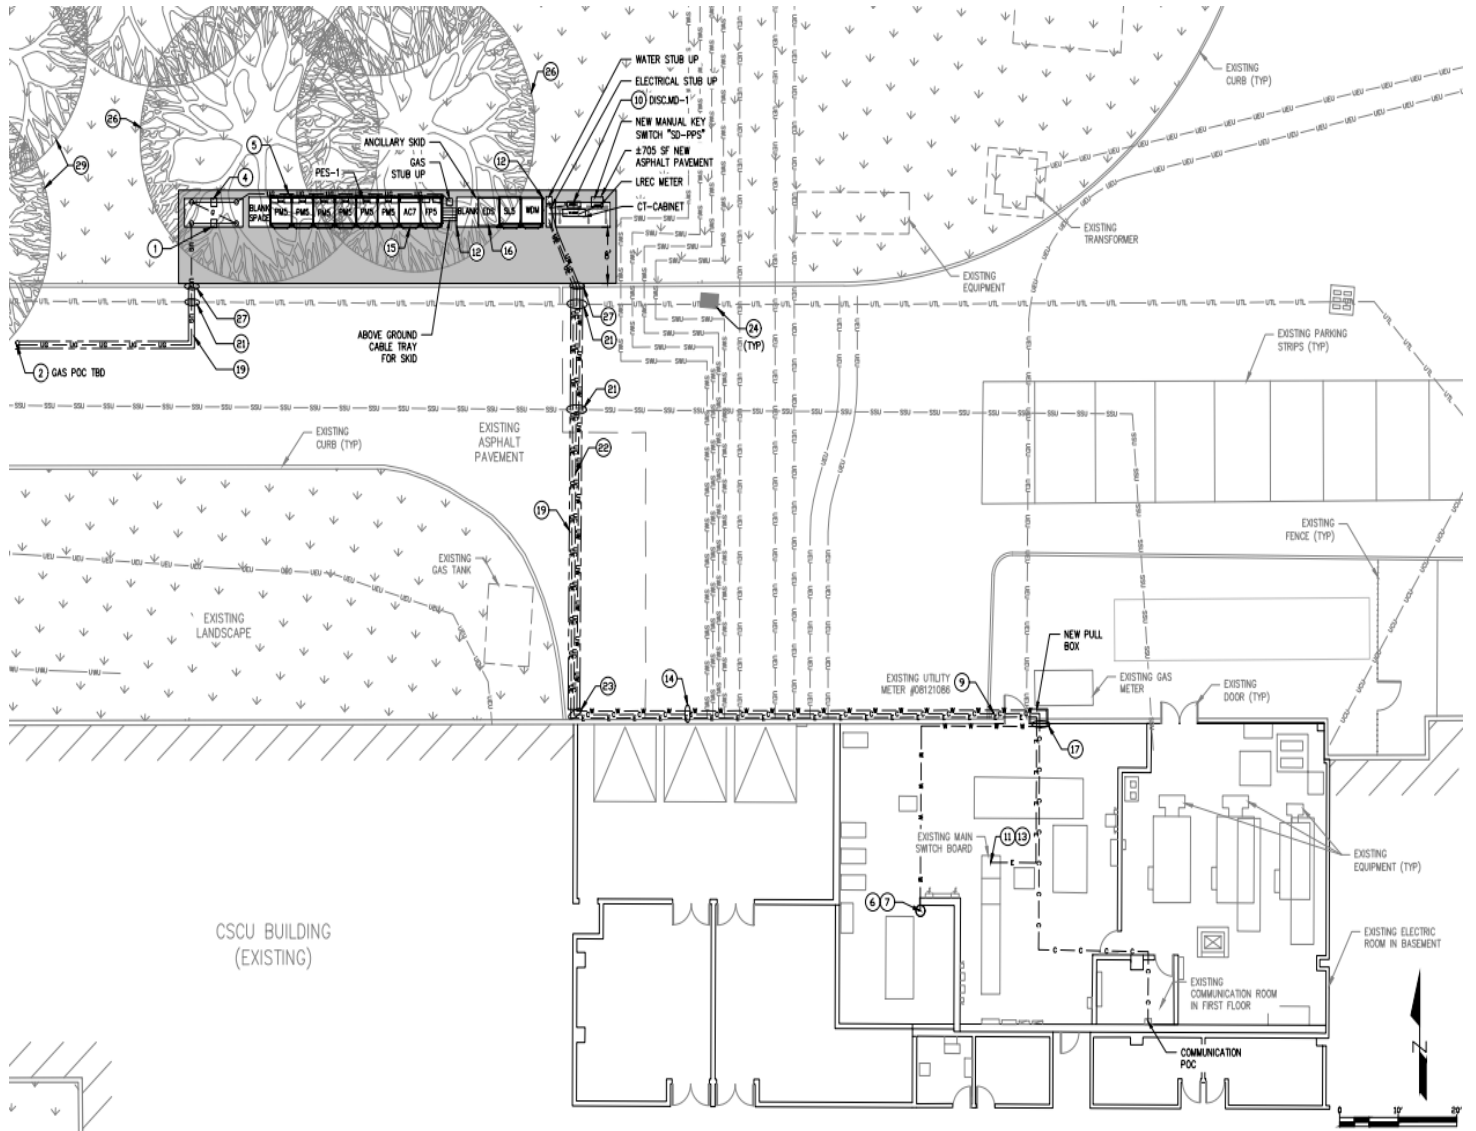 WATER STUB UP
ELECTRICAL STUB UP
10 DISC.MD-1
NEW MANUAL KEY
SWITCH "SD-PPS"
±705 SF NEW
ASPHALT PAVEMENT
LREC METER
CT-CABINET
EXISTING
CURB (TYP)
26
26
29
4
5
ANCILLARY SKID
GAS
STUB UP
PES-1
12
BLANK
SPACE
PM5
PM5
PM5
PM5
PM5
PM5
AC7
FP5
BLANK
EDS
SL5
WDM
1
15
12
16
EXISTING
TRANSFORMER
EXISTING
EQUIPMENT
27
21
19
2 GAS POC TBD
ABOVE GROUND
CABLE TRAY
FOR SKID
27
21
24
(TYP)
EXISTING PARKING
STRIPS (TYP)
21
EXISTING
CURB (TYP)
EXISTING
ASPHALT
PAVEMENT
22
19
EXISTING
GAS TANK
EXISTING
LANDSCAPE
EXISTING
FENCE (TYP)
NEW PULL
BOX
23
14
EXISTING UTILITY
METER #08121086
9
EXISTING GAS
METER
EXISTING
DOOR (TYP)
17
EXISTING MAIN
SWITCH BOARD
11 13
6 7
EXISTING
EQUIPMENT (TYP)
CSCU BUILDING
(EXISTING)
EXISTING ELECTRIC
ROOM IN BASEMENT
EXISTING
COMMUNICATION ROOM
IN FIRST FLOOR
COMMUNICATION
POC
N
0 10' 20'